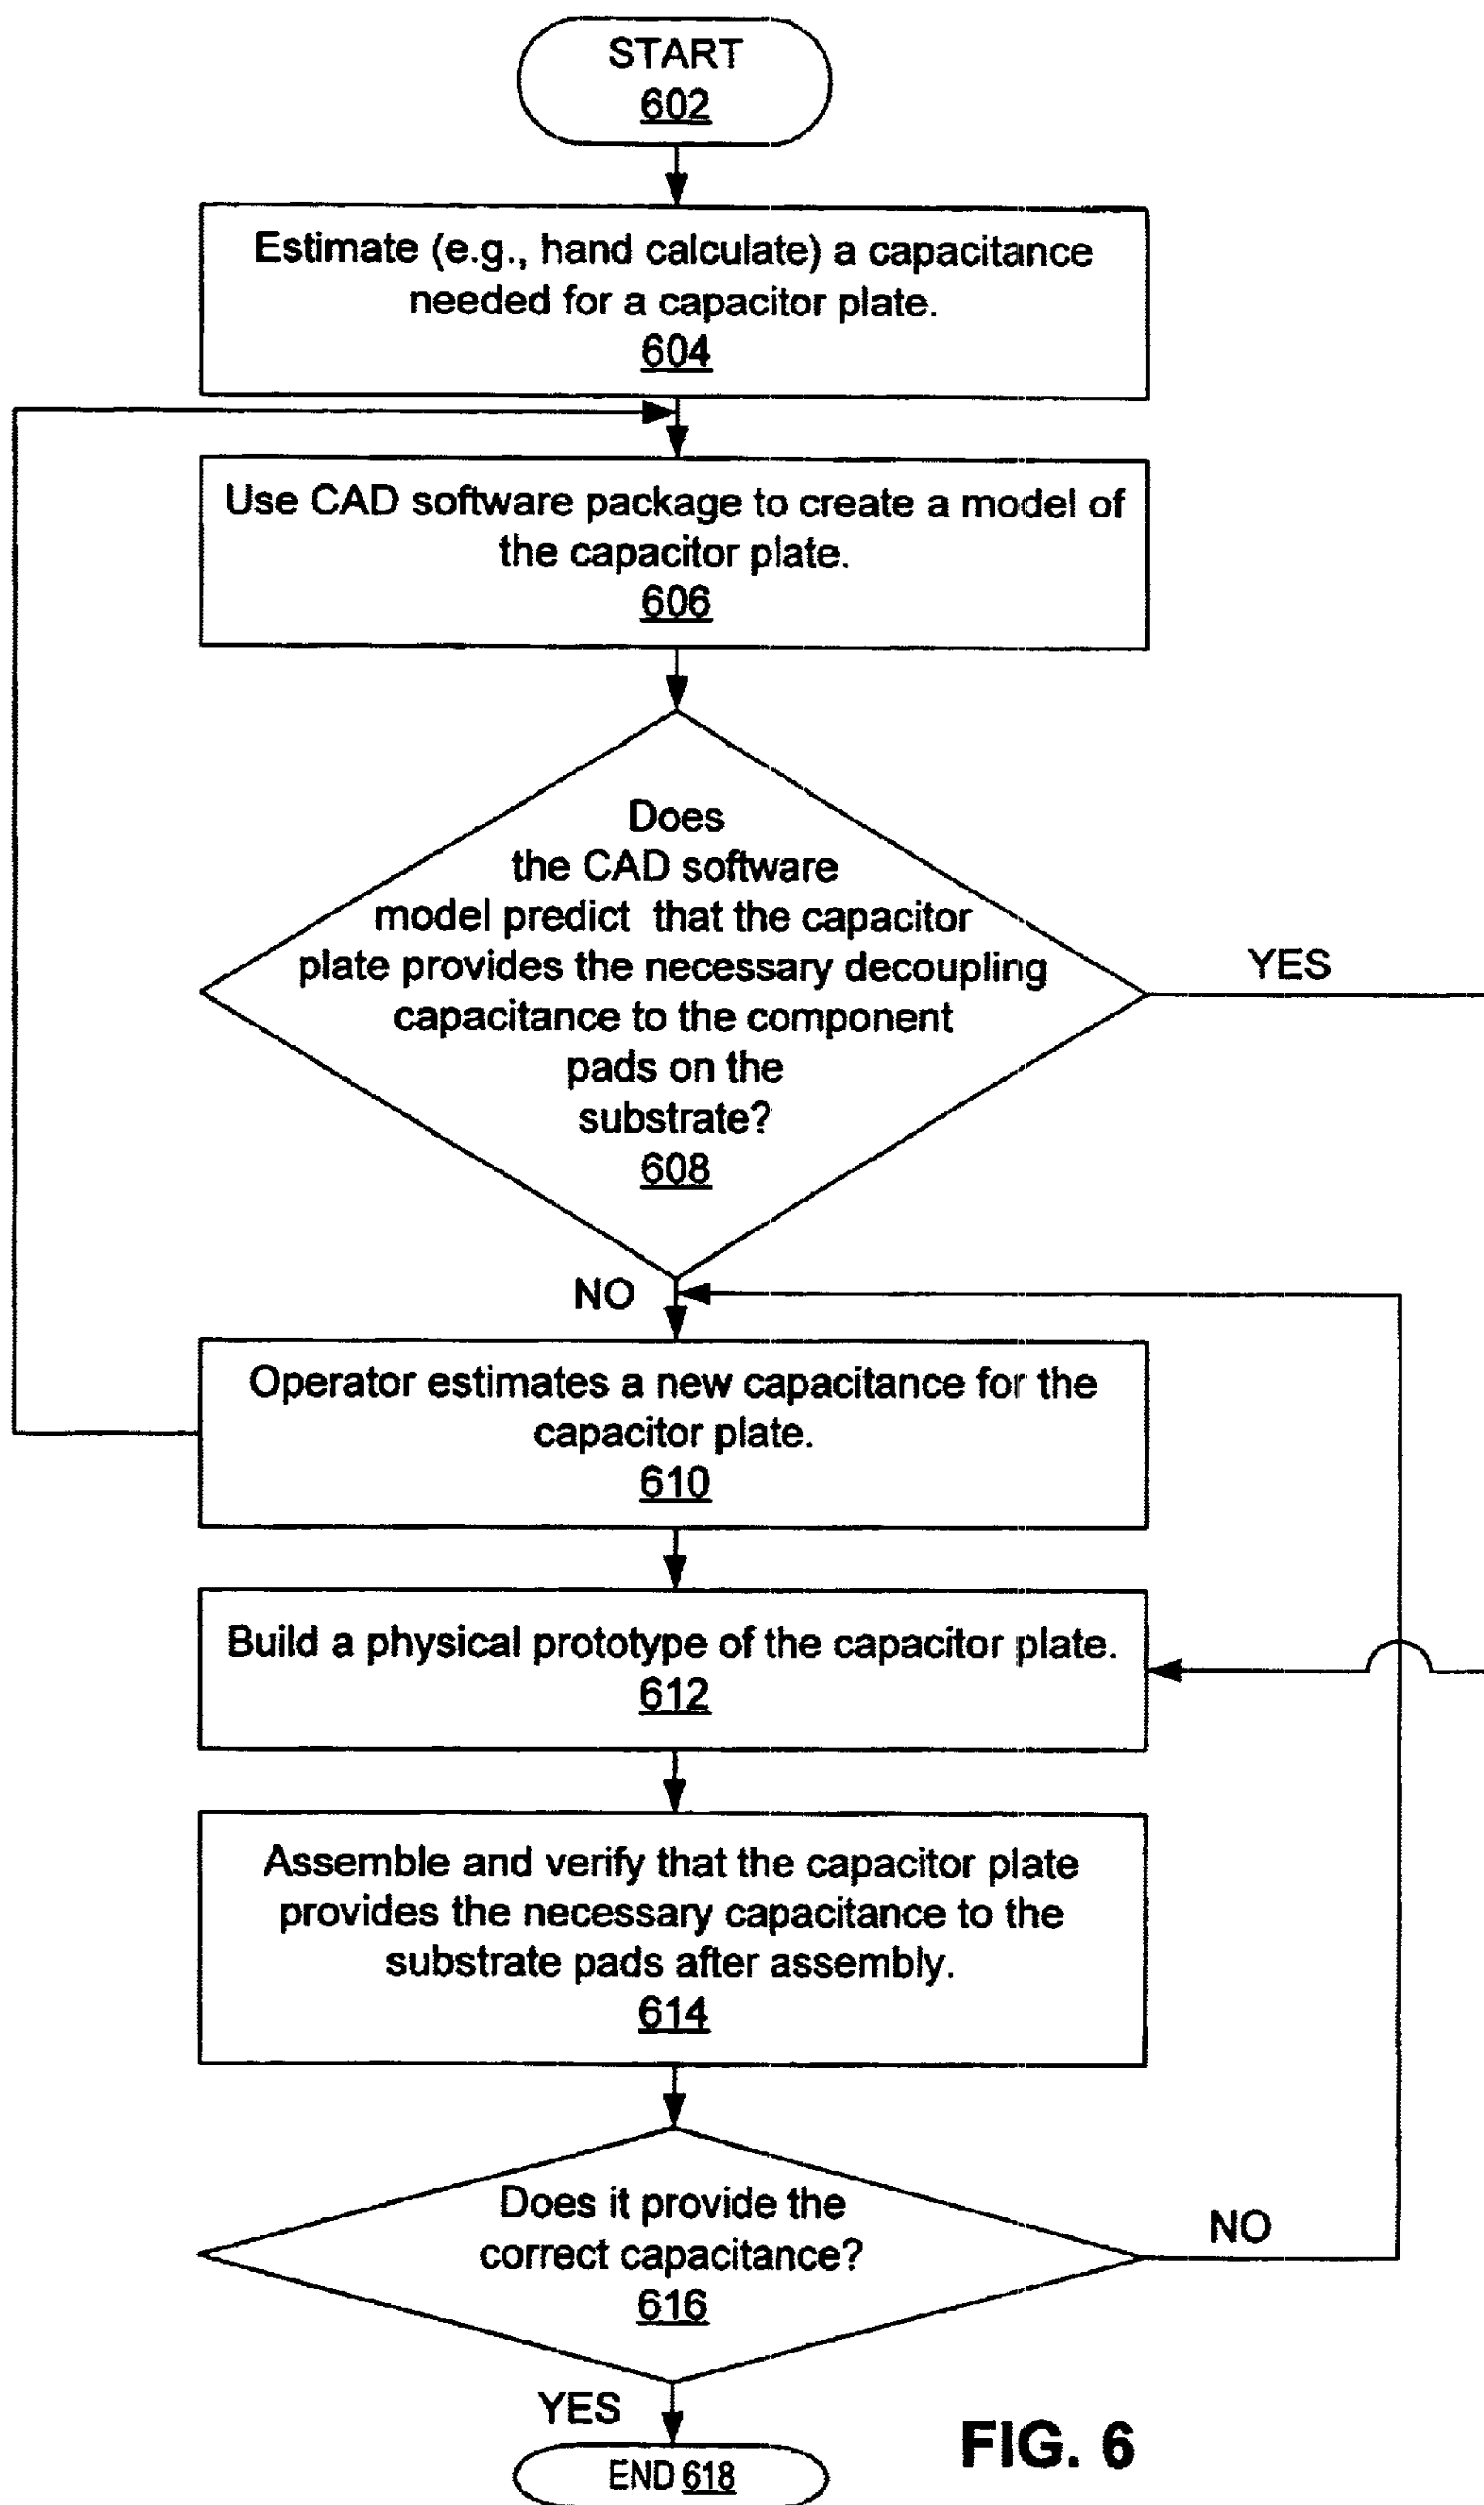 START
602
Estimate (e.g., hand calculate) a capacitance
needed for a capacitor plate.
604
Use CAD software package to create a model of
the capacitor plate.
606
Does
the CAD software
model predict that the capacitor
plate provides the necessary decoupling
capacitance to the component
pads on the
substrate?
608
YES
NO
Operator estimates a new capacitance for the
capacitor plate.
610
Build a physical prototype of the capacitor plate.
612
Assemble and verify that the capacitor plate
provides the necessary capacitance to the
substrate pads after assembly.
614
Does it provide the
correct capacitance?
616
NO
YES
END 618
FIG. 6